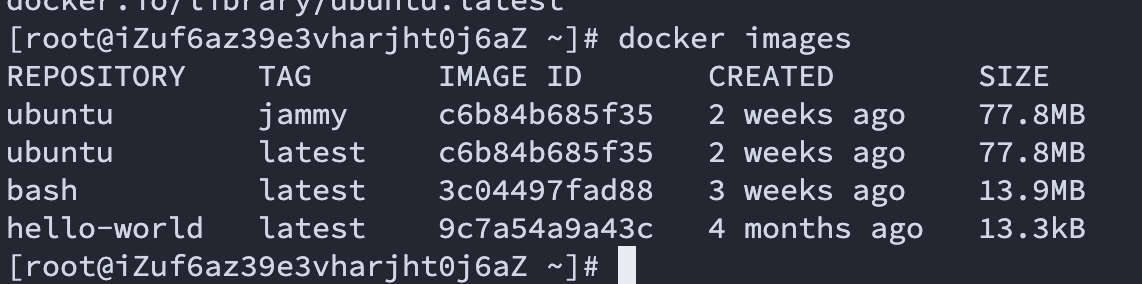 docker.io/library/ubuntu:latest
[root@iZuf6az39e3vharjht0j6aZ ~]# docker images
REPOSITORY TAG IMAGE ID CREATED SIZE
ubuntu jammy c6b84b685f35 2 weeks ago 77.8MB
ubuntu latest c6b84b685f35 2 weeks ago 77.8MB
bash latest 3c04497fad88 3 weeks ago 13.9MB
hello-world latest 9c7a54a9a43c 4 months ago 13.3kB
[root@iZuf6az39e3vharjht0j6aZ ~]#